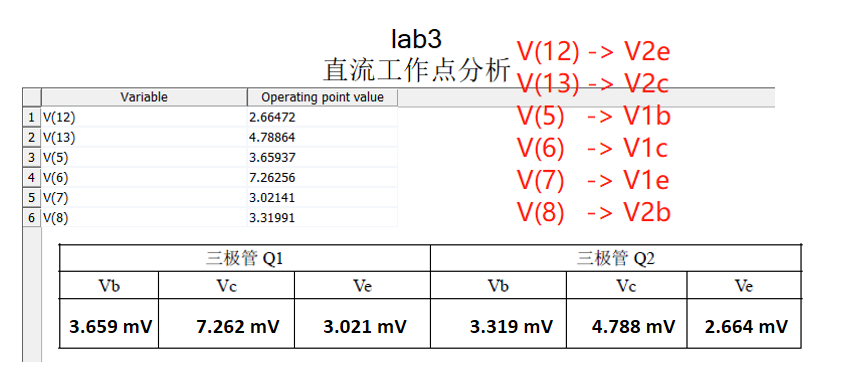 lab3
直流工作点分析
V(12) -> V2e
V(13) -> V2c
V(5) -> V1b
V(6) -> V1c
V(7) -> V1e
V(8) -> V2b
Variable Operating point value
1 V(12) 2.66472
2 V(13) 4.78864
3 V(5) 3.65937
4 V(6) 7.26256
5 V(7) 3.02141
6 V(8) 3.31991
三极管 Q1 三极管 Q2
Vb Vc Ve Vb Vc Ve
3.659 mV 7.262 mV 3.021 mV 3.319 mV 4.788 mV 2.664 mV